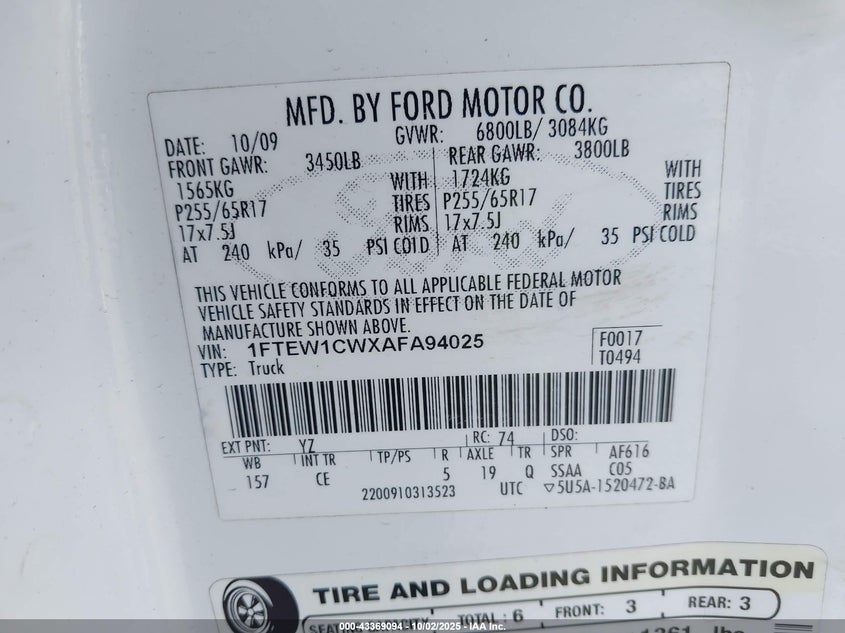 MFD. BY FORD MOTOR CO.
DATE: 10/09 GVWR: 6800LB/ 3084KG
FRONT GAWR: 3450LB REAR GAWR: 3800LB
1565KG WITH 1724KG WITH
P255/65R17 TIRES P255/65R17 TIRES
17x7.5J RIMS 17x7.5J RIMS
AT 240 kPa/ 35 PSI COLD AT 240 kPa/ 35 PSI COLD
THIS VEHICLE CONFORMS TO ALL APPLICABLE FEDERAL MOTOR
VEHICLE SAFETY STANDARDS IN EFFECT ON THE DATE OF
MANUFACTURE SHOWN ABOVE.
VIN: 1FTEW1CWXAFA94025 F0017
TYPE: Truck T0494
EXT PNT: YZ RC: 74 DSO:
WB INT TR TP/PS R AXLE TR SPR AF616
157 CE 5 19 Q SSAA C05
2200910313523 UTC ▽5U5A-1520472-BA
TIRE AND LOADING INFORMATION
SEATING CAPACITY TOTAL: 6 FRONT: 3 REAR: 3
000-43369094 - 10/02/2025 - IAAI.com